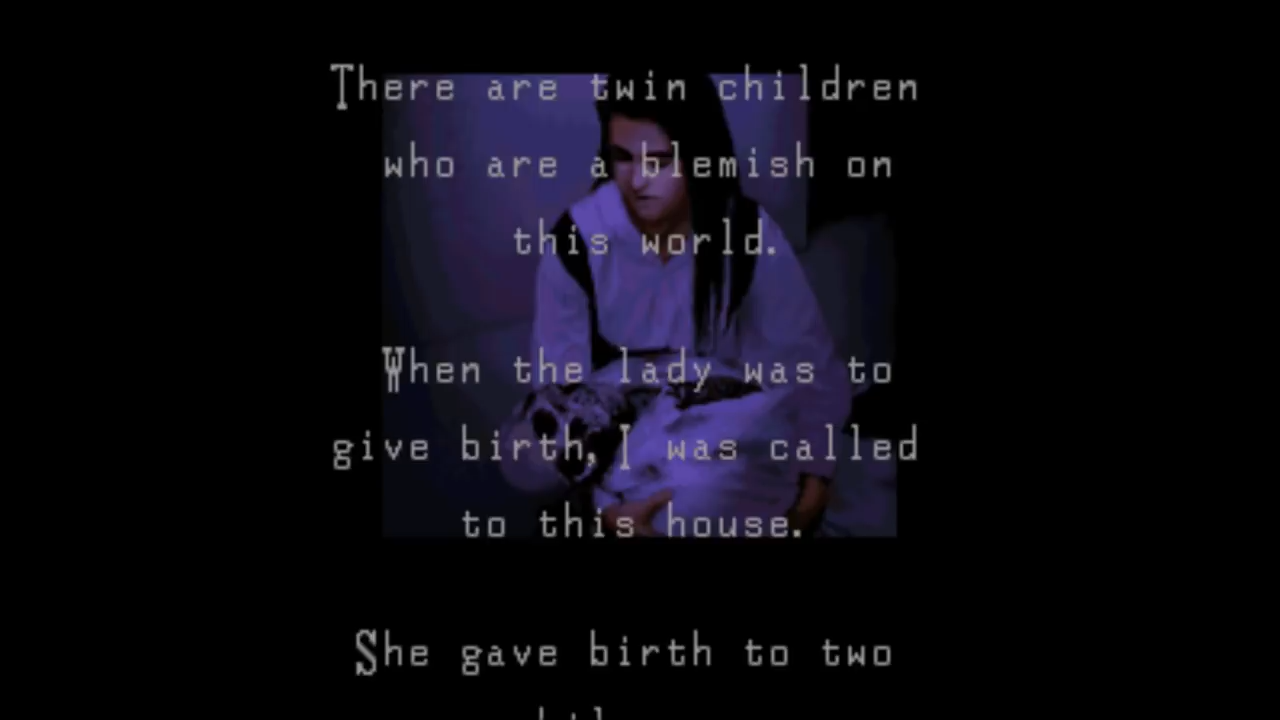 There are twin children
who are a blemish on
this world.
When the lady was to
give birth, I was called
to this house.
She gave birth to two